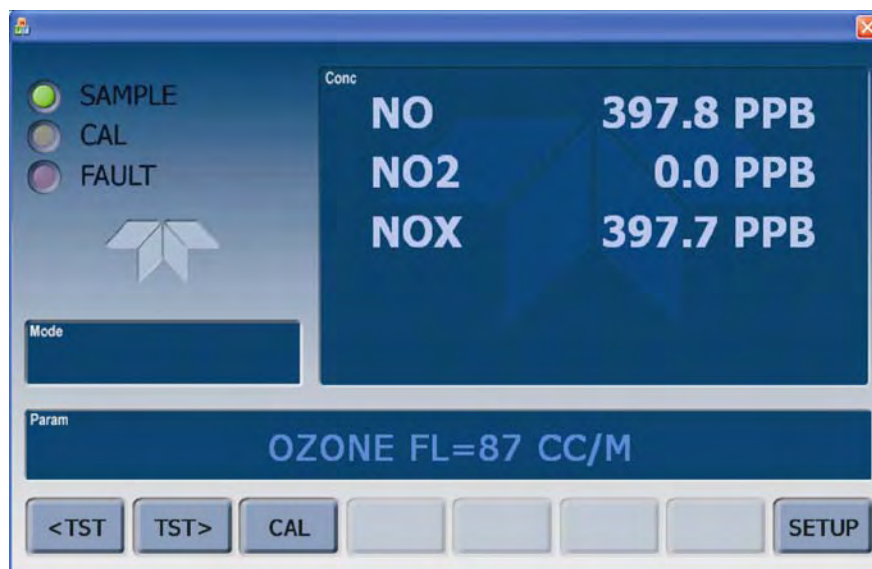 SAMPLE
CAL
FAULT
Conc
NO 397.8 PPB
NO2 0.0 PPB
NOX 397.7 PPB
Mode
Param
OZONE FL=87 CC/M
<TST TST> CAL SETUP